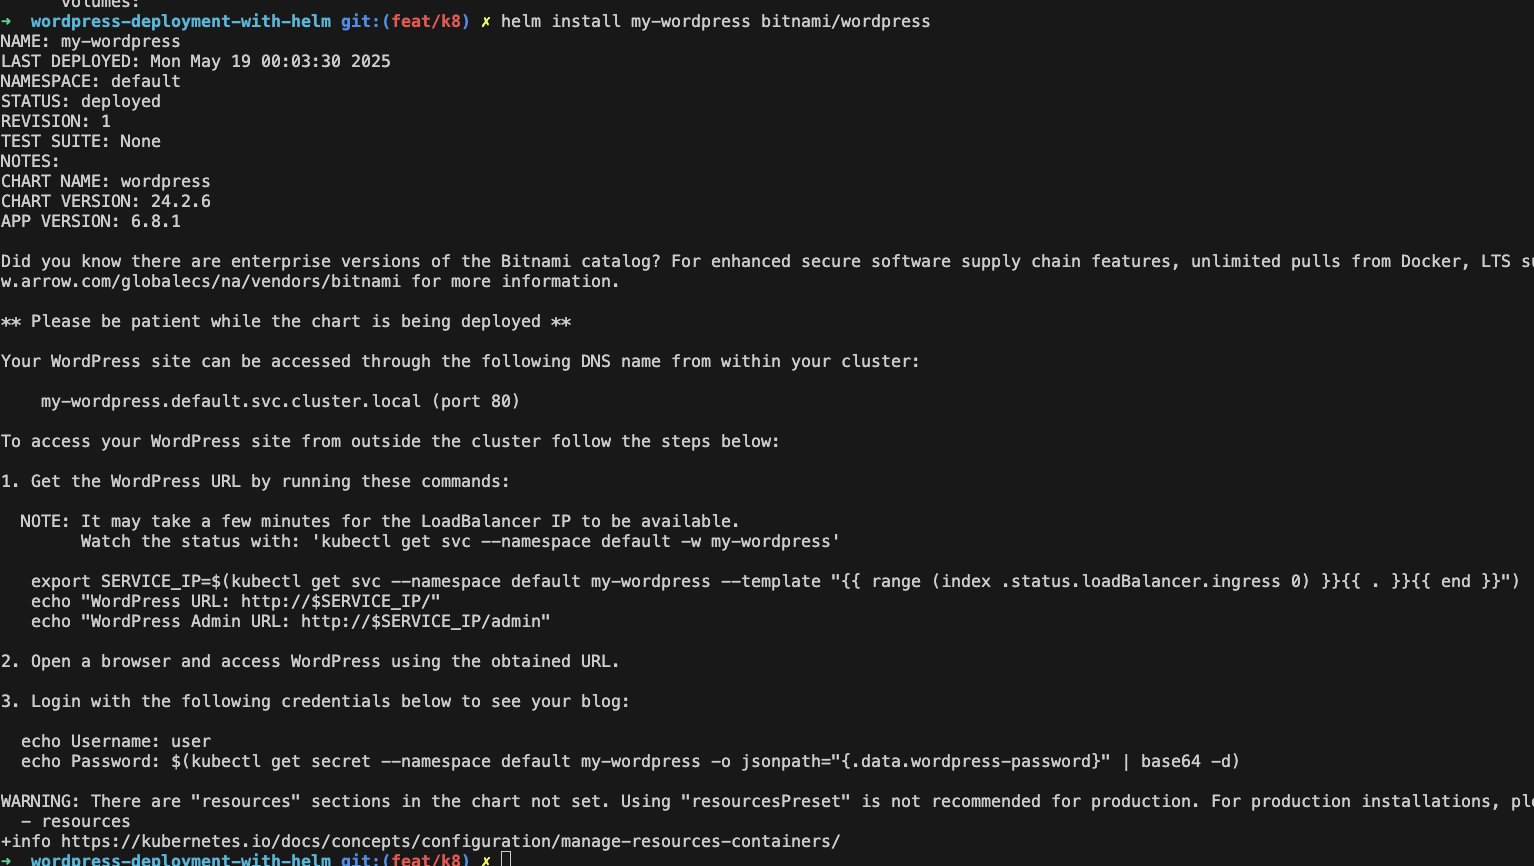 volumes:
➜  wordpress-deployment-with-helm git:(feat/k8) ✗ helm install my-wordpress bitnami/wordpress
NAME: my-wordpress
LAST DEPLOYED: Mon May 19 00:03:30 2025
NAMESPACE: default
STATUS: deployed
REVISION: 1
TEST SUITE: None
NOTES:
CHART NAME: wordpress
CHART VERSION: 24.2.6
APP VERSION: 6.8.1

Did you know there are enterprise versions of the Bitnami catalog? For enhanced secure software supply chain features, unlimited pulls from Docker, LTS
w.arrow.com/globalecs/na/vendors/bitnami for more information.

** Please be patient while the chart is being deployed **

Your WordPress site can be accessed through the following DNS name from within your cluster:

    my-wordpress.default.svc.cluster.local (port 80)

To access your WordPress site from outside the cluster follow the steps below:

1. Get the WordPress URL by running these commands:

  NOTE: It may take a few minutes for the LoadBalancer IP to be available.
        Watch the status with: 'kubectl get svc --namespace default -w my-wordpress'

   export SERVICE_IP=$(kubectl get svc --namespace default my-wordpress --template "{{ range (index .status.loadBalancer.ingress 0) }}{{ . }}{{ end }}")
   echo "WordPress URL: http://$SERVICE_IP/"
   echo "WordPress Admin URL: http://$SERVICE_IP/admin"

2. Open a browser and access WordPress using the obtained URL.

3. Login with the following credentials below to see your blog:

  echo Username: user
  echo Password: $(kubectl get secret --namespace default my-wordpress -o jsonpath="{.data.wordpress-password}" | base64 -d)

WARNING: There are "resources" sections in the chart not set. Using "resourcesPreset" is not recommended for production. For production installations,
  - resources
+info https://kubernetes.io/docs/concepts/configuration/manage-resources-containers/
➜  wordpress-deployment-with-helm git:(feat/k8) ✗